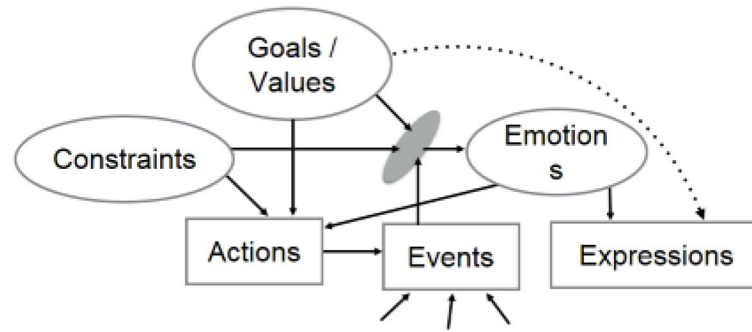 Goals /
Values
Constraints
Emotion
s
Actions
Events
Expressions